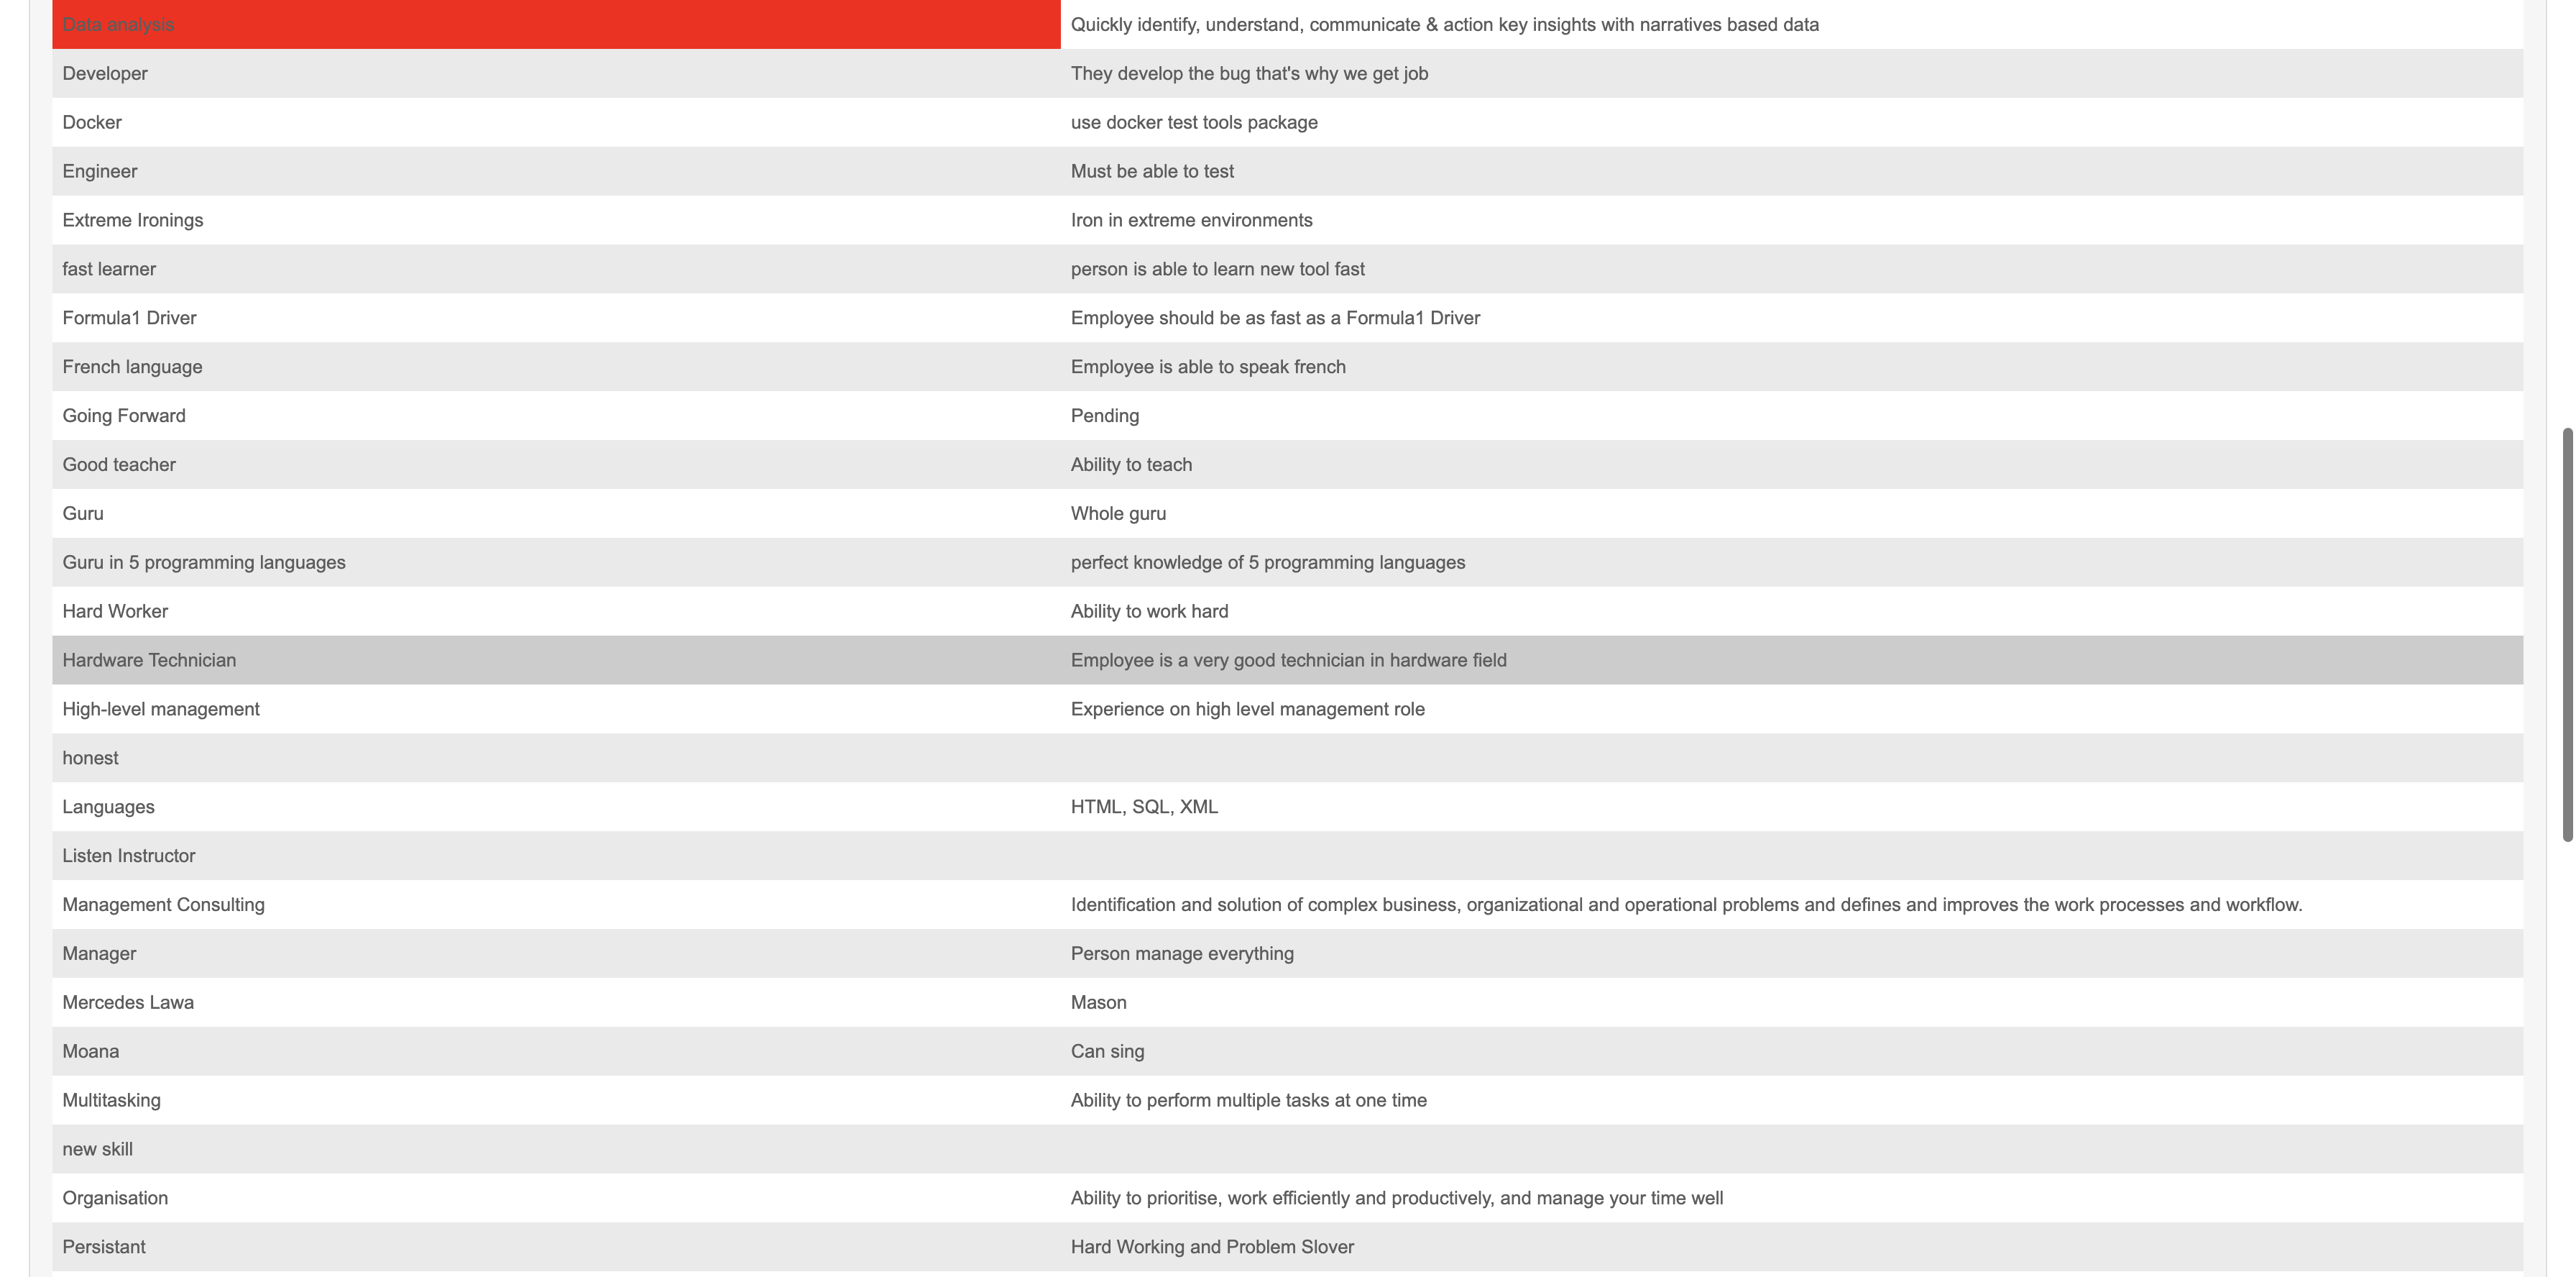 Data analysis Quickly identify, understand, communicate & action key insights with narratives based data
Developer They develop the bug that's why we get job
Docker use docker test tools package
Engineer Must be able to test
Extreme Ironings Iron in extreme environments
fast learner person is able to learn new tool fast
Formula1 Driver Employee should be as fast as a Formula1 Driver
French language Employee is able to speak french
Going Forward Pending
Good teacher Ability to teach
Guru Whole guru
Guru in 5 programming languages perfect knowledge of 5 programming languages
Hard Worker Ability to work hard
Hardware Technician Employee is a very good technician in hardware field
High-level management Experience on high level management role
honest
Languages HTML, SQL, XML
Listen Instructor
Management Consulting Identification and solution of complex business, organizational and operational problems and defines and improves the work processes and workflow.
Manager Person manage everything
Mercedes Lawa Mason
Moana Can sing
Multitasking Ability to perform multiple tasks at one time
new skill
Organisation Ability to prioritise, work efficiently and productively, and manage your time well
Persistant Hard Working and Problem Slover